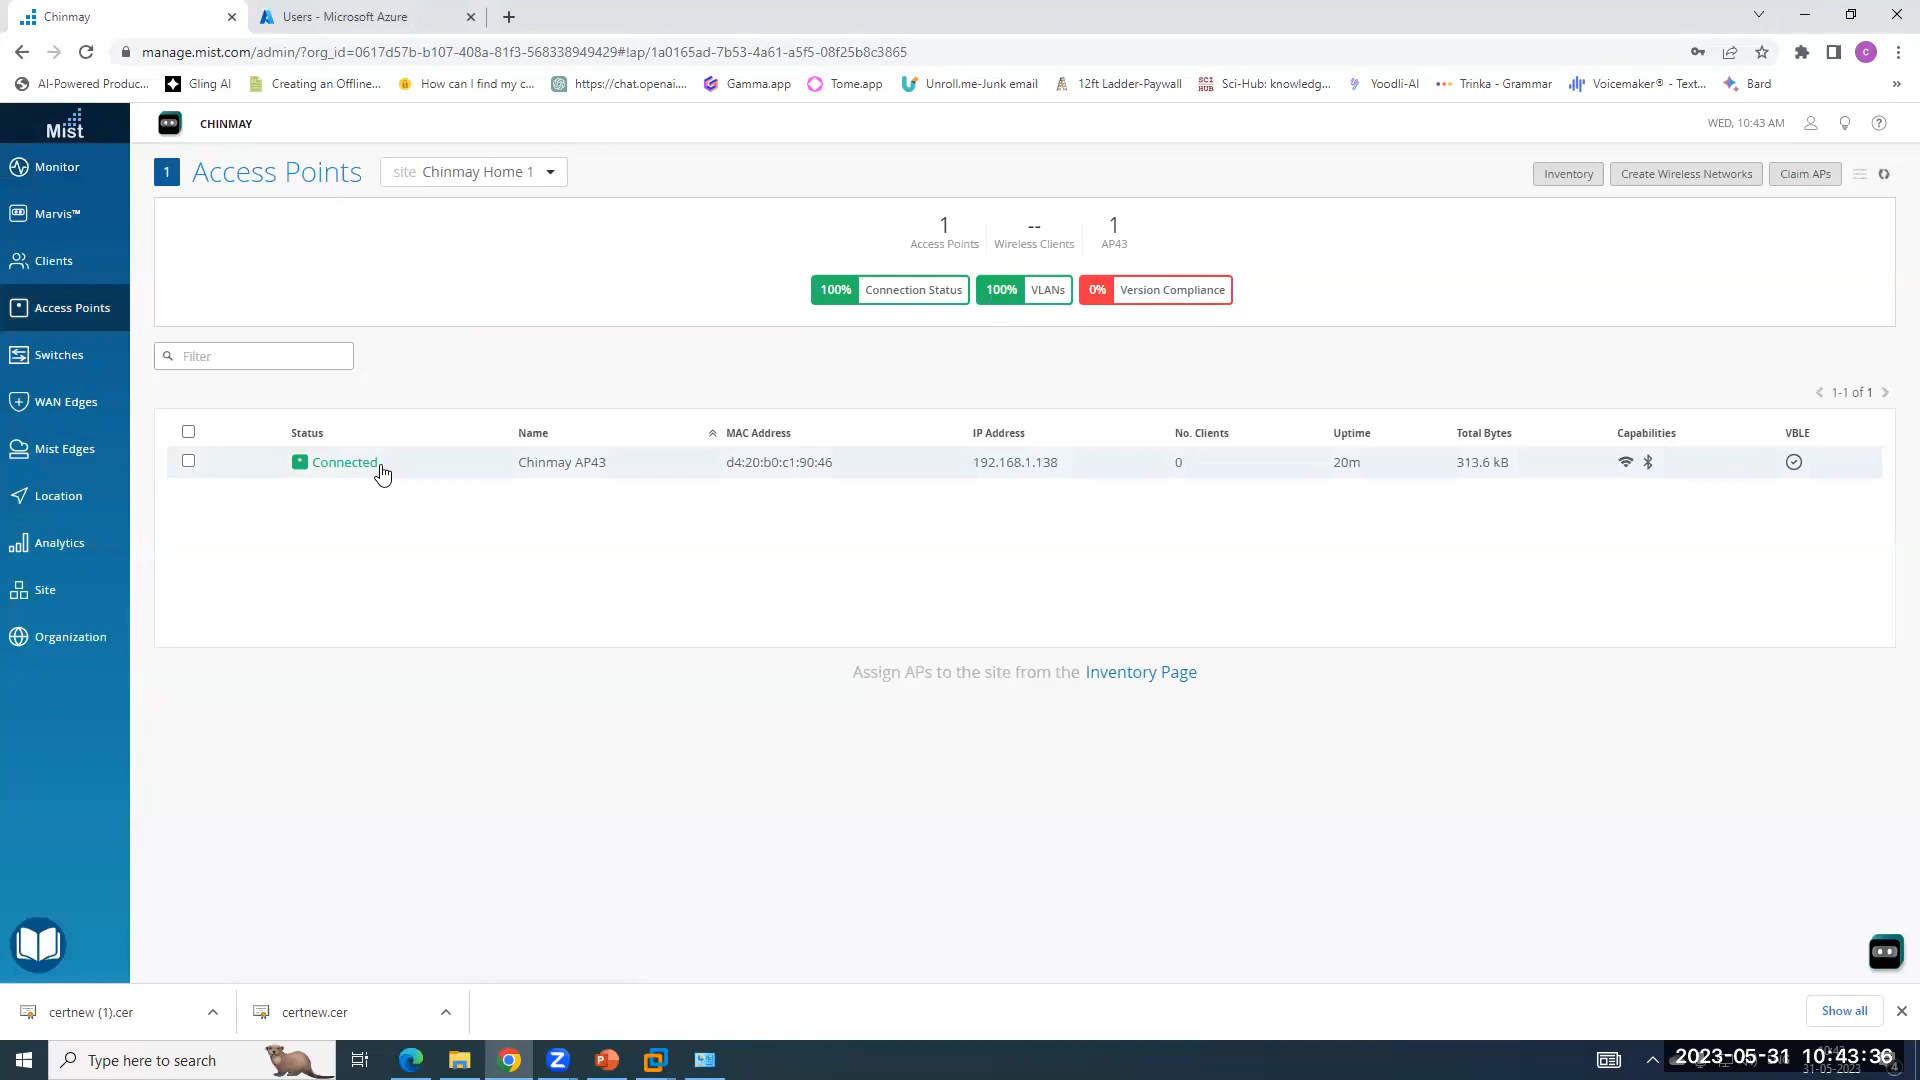 Chinmay
Users - Microsoft Azure
manage.mist.com/admin/?org_id=0617d57b-b107-408a-81f3-568338949429#!ap/1a0165ad-7b53-4a61-a5f5-08f25b8c3865
C
AI-Powered Produc...
Gling AI
Creating an Offline...
How can I find my c...
https://chat.openai....
Gamma.app
Tome.app
Unroll.me-Junk email
12ft Ladder-Paywall
SCI HUB
Sci-Hub: knowledg...
Yoodli-AI
Trinka - Grammar
Voicemaker® - Text...
Bard
»
Mist
CHINMAY
WED, 10:43 AM
Monitor
Marvis™
Clients
Access Points
Switches
WAN Edges
Mist Edges
Location
Analytics
Site
Organization
1 Access Points
site Chinmay Home 1
Inventory
Create Wireless Networks
Claim APs
1
Access Points
--
Wireless Clients
1
AP43
100% Connection Status
100% VLANs
0% Version Compliance
Filter
< 1-1 of 1 >
Status Name MAC Address IP Address No. Clients Uptime Total Bytes Capabilities VBLE
Connected Chinmay AP43 d4:20:b0:c1:90:46 192.168.1.138 0 20m 313.6 kB
Assign APs to the site from the Inventory Page
certnew (1).cer
certnew.cer
Show all
Type here to search
2023-05-31 10:43:36
31-05-2023
4